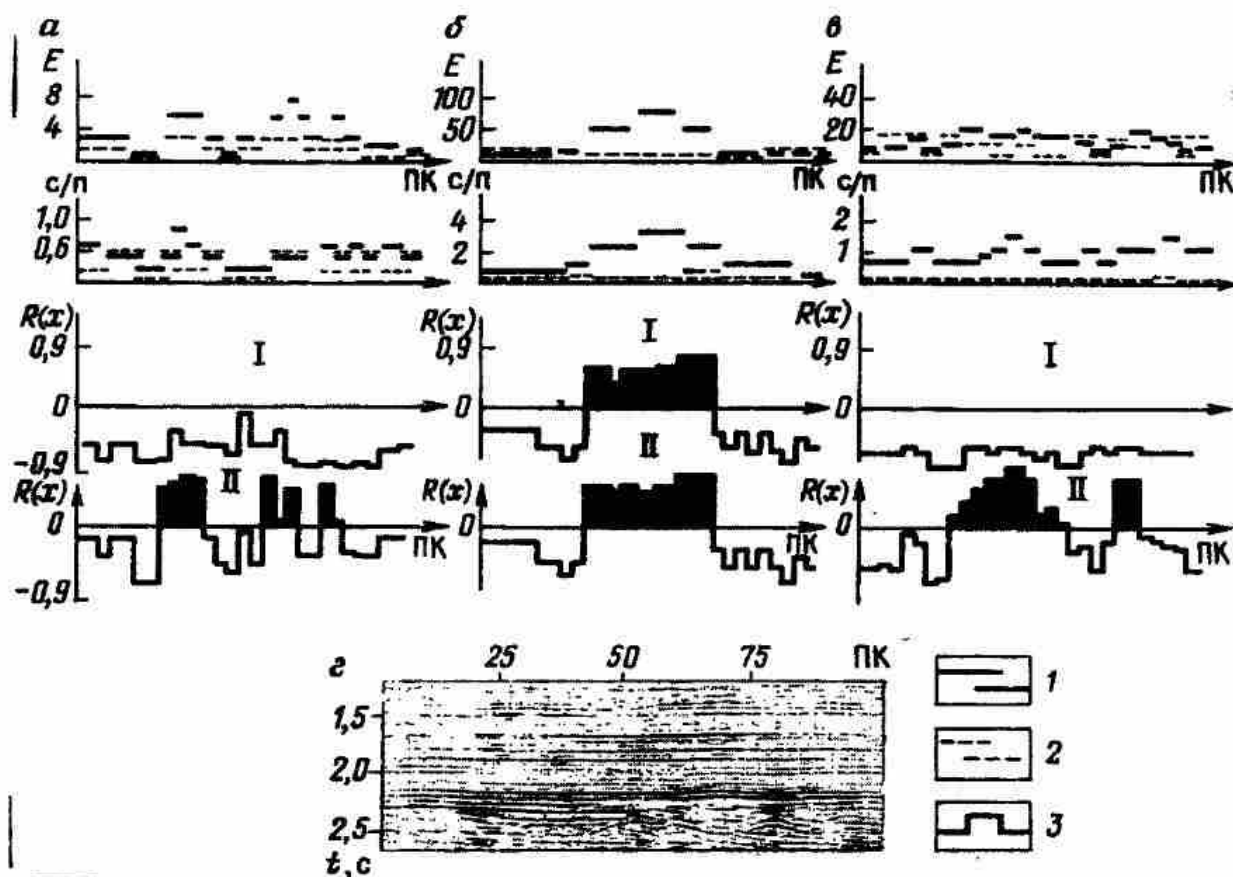 а б в
E E E
8 100 40
4 50 20
ПК ПК ПК
с/п с/п с/п
1,0 4 2
0,6 2 1
R(x) R(x) R(x)
I I I
0,9 0,9 0,9
0 0 0
-0,9 II
R(x) II R(x) R(x) II
0 0 0
ПК ПК ПК
-0,9
г 25 50 75 ПК
1,5
2,0
2,5
t, с
1
2
3